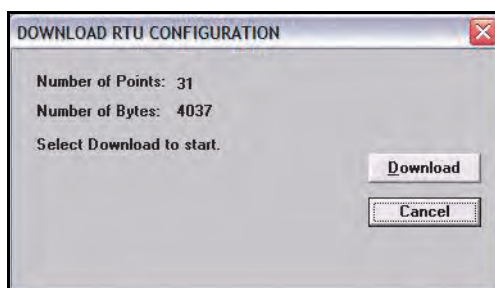 DOWNLOAD RTU CONFIGURATION
Number of Points: 31
Number of Bytes: 4037
Select Download to start.
Download
Cancel